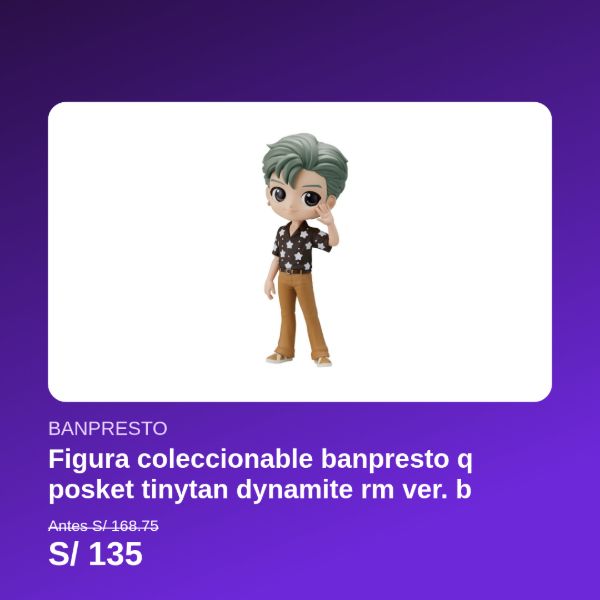 BANPRESTO
Figura coleccionable banpresto q
posket tinytan dynamite rm ver. b
Antes S/ 168.75
S/ 135